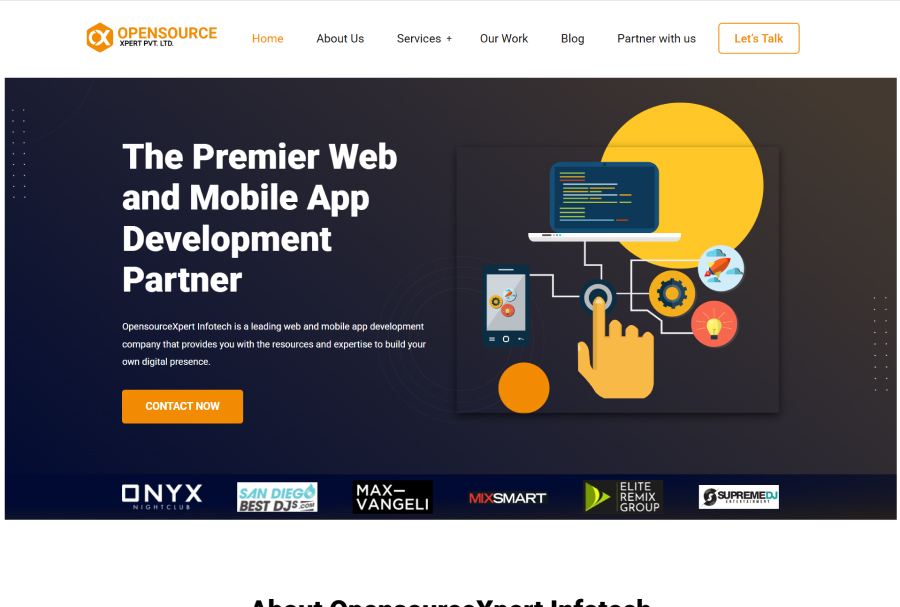 OPENSOURCE
XPERT PVT. LTD.
Home About Us Services + Our Work Blog Partner with us Let's Talk
The Premier Web
and Mobile App
Development
Partner
OpensourceXpert Infotech is a leading web and mobile app development
company that provides you with the resources and expertise to build your
own digital presence.
CONTACT NOW
ONYX
NIGHTCLUB
SAN DIEGO
BEST DJS.COM
MAX—
VANGELI
MIXSMART
ELITE
REMIX
GROUP
SUPREMEDJ
ENTERTAINMENT
About OpensourceXpert Infotech